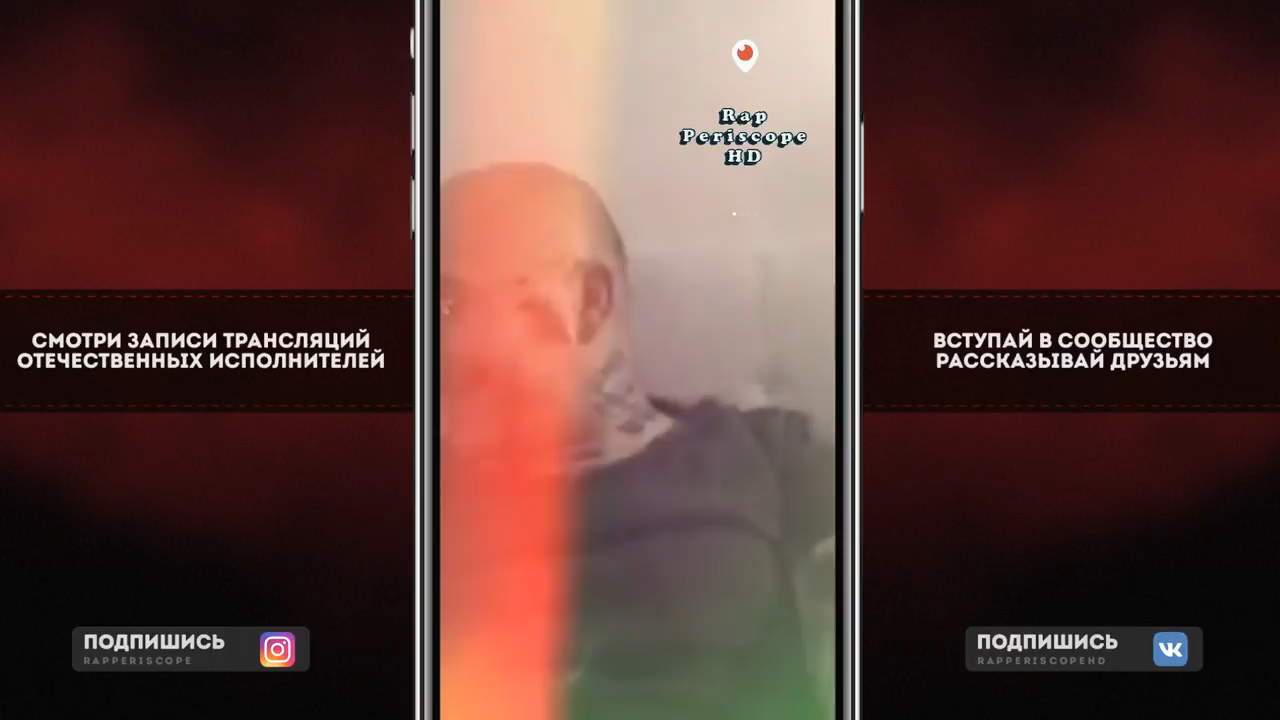 Rap
Periscope
HD
СМОТРИ ЗАПИСИ ТРАНСЛЯЦИЙ
ОТЕЧЕСТВЕННЫХ ИСПОЛНИТЕЛЕЙ
ВСТУПАЙ В СООБЩЕСТВО
РАССКАЗЫВАЙ ДРУЗЬЯМ
ПОДПИШИСЬ
RAPPERISCOPE
ПОДПИШИСЬ
RAPPERISCOPEHD